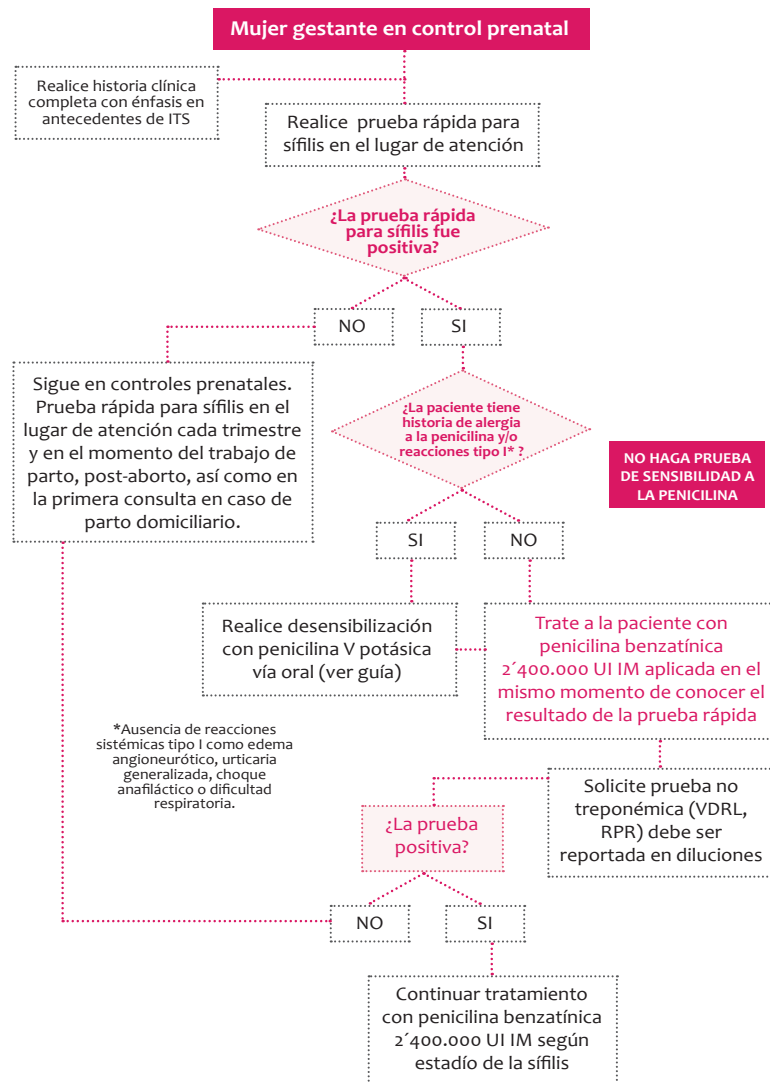 Mujer gestante en control prenatal
Realice historia clínica
completa con énfasis en
antecedentes de ITS
Realice prueba rápida para
sífilis en el lugar de atención
¿La prueba rápida
para sífilis fue
positiva?
NO
SI
Sigue en controles prenatales.
Prueba rápida para sífilis en el
lugar de atención cada trimestre
y en el momento del trabajo de
parto, post-aborto, así como en
la primera consulta en caso de
parto domiciliario.
¿La paciente tiene
historia de alergia
a la penicilina y/o
reacciones tipo I* ?
NO HAGA PRUEBA
DE SENSIBILIDAD A
LA PENICILINA
SI
NO
Realice desensibilización
con penicilina V potásica
vía oral (ver guía)
Trate a la paciente con
penicilina benzatínica
2´400.000 UI IM aplicada en el
mismo momento de conocer el
resultado de la prueba rápida
*Ausencia de reacciones
sistémicas tipo I como edema
angioneurótico, urticaria
generalizada, choque
anafiláctico o dificultad
respiratoria.
Solicite prueba no
treponémica (VDRL,
RPR) debe ser
reportada en diluciones
¿La prueba
positiva?
NO
SI
Continuar tratamiento
con penicilina benzatínica
2´400.000 UI IM según
estadío de la sífilis